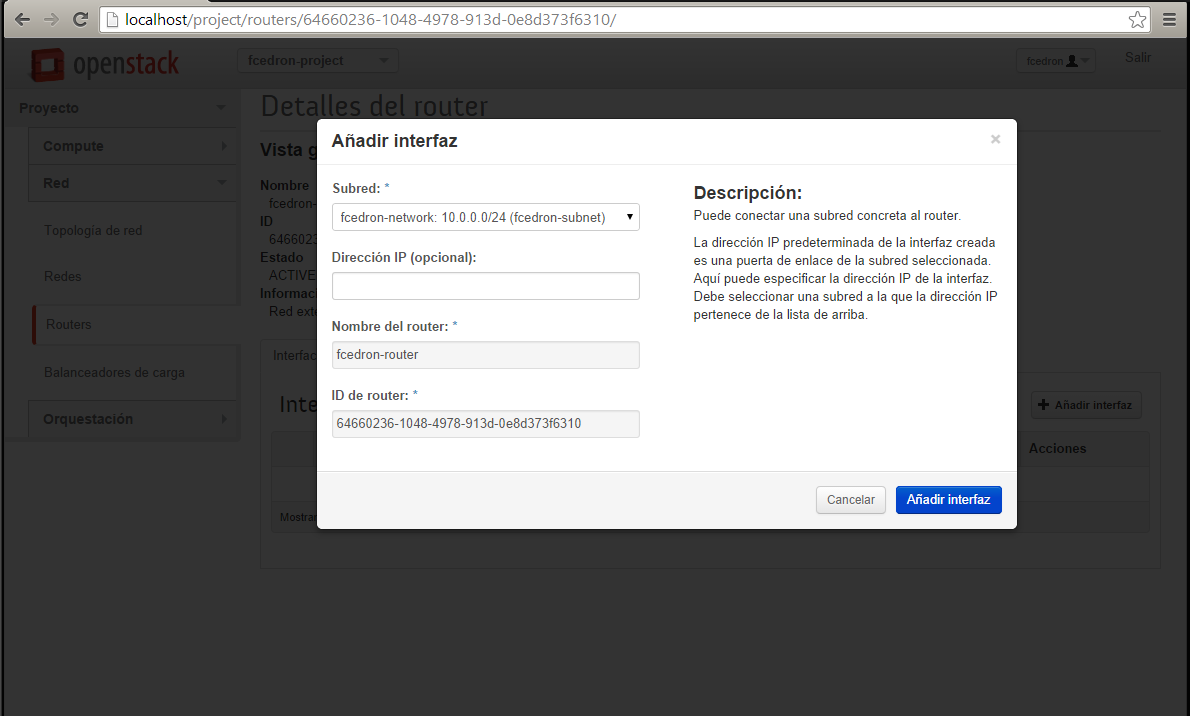 localhost/project/routers/64660236-1048-4978-913d-0e8d373f6310/
openstack
fcedron-project
fcedron
Salir
Proyecto
Compute
Red
Topología de red
Redes
Routers
Balanceadores de carga
Orquestación
Detalles del router
Vista
Nombre
fcedron-
ID
Estado
ACTIVE
Red
Añadir interfaz
Acciones
Añadir interfaz
×
Subred: *
fcedron-network: 10.0.0.0/24 (fcedron-subnet)
Dirección IP (opcional):
Nombre del router: *
fcedron-router
ID de router: *
64660236-1048-4978-913d-0e8d373f6310
Descripción:
Puede conectar una subred concreta al router.
La dirección IP predeterminada de la interfaz creada
es una puerta de enlace de la subred seleccionada.
Aquí puede especificar la dirección IP de la interfaz.
Debe seleccionar una subred a la que la dirección IP
pertenece de la lista de arriba.
Cancelar
Añadir interfaz